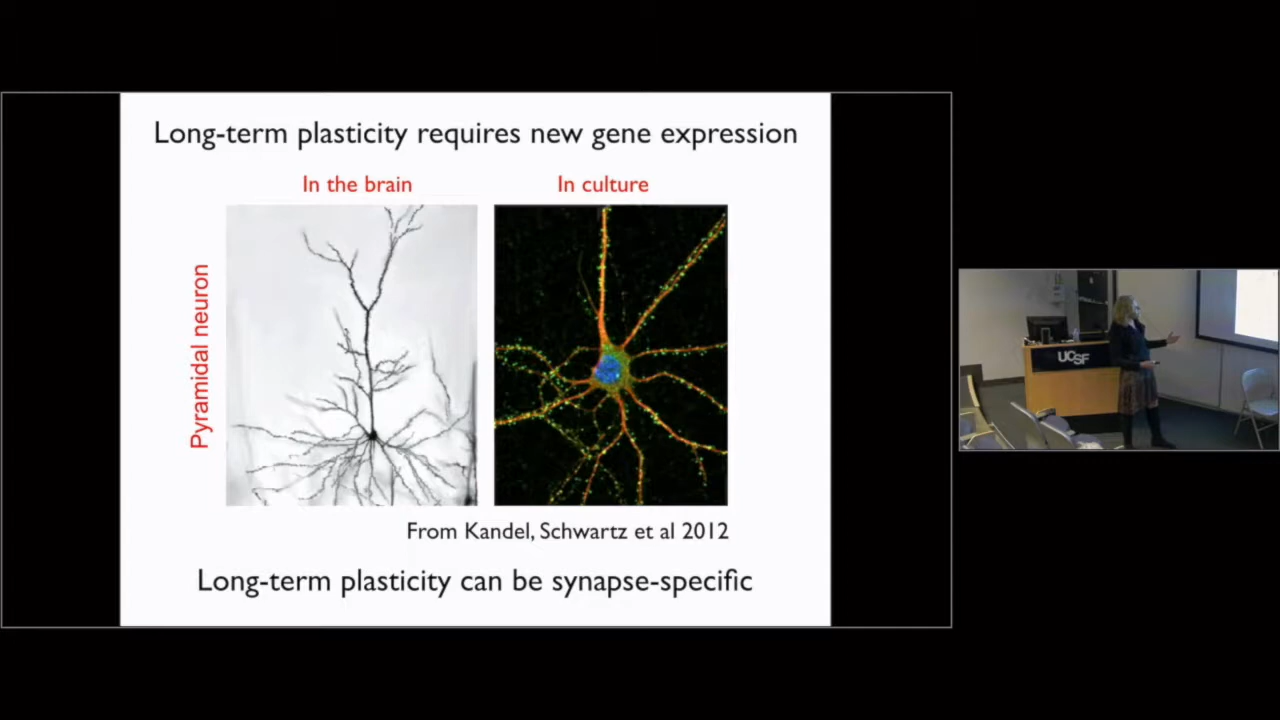 Long-term plasticity requires new gene expression
In the brain
In culture
Pyramidal neuron
From Kandel, Schwartz et al 2012
Long-term plasticity can be synapse-specific
UCSF